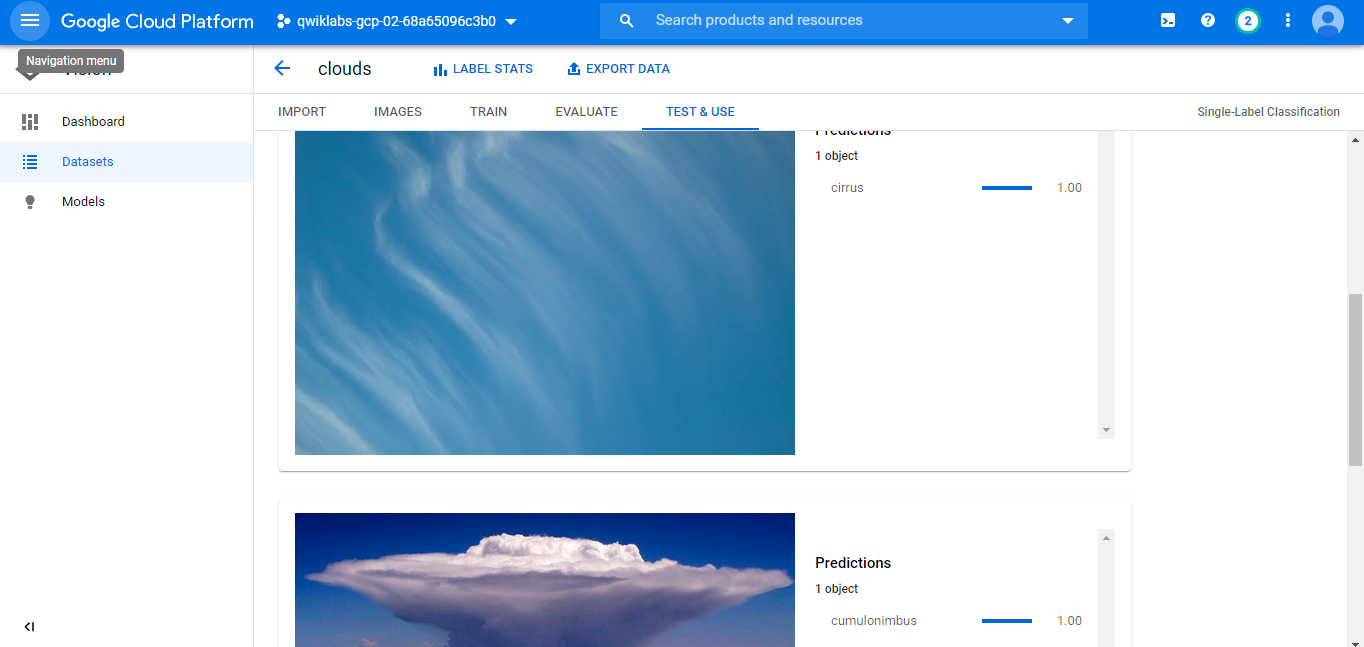 Google Cloud Platform
qwiklabs-gcp-02-68a65096c3b0
Search products and resources
2
Navigation menu
Vision
clouds
LABEL STATS
EXPORT DATA
IMPORT
IMAGES
TRAIN
EVALUATE
TEST & USE
Single-Label Classification
Dashboard
Datasets
Models
Predictions
1 object
cirrus 1.00
Predictions
1 object
cumulonimbus 1.00